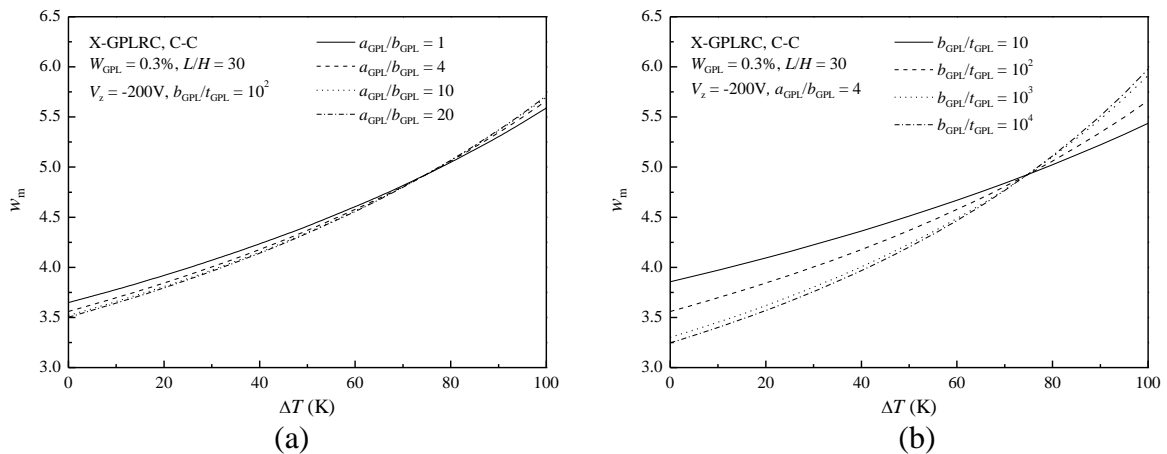 X-GPLRC, C-C
W_GPL = 0.3%, L/H = 30
V_z = -200V, b_GPL/t_GPL = 10^2
a_GPL/b_GPL = 1
a_GPL/b_GPL = 4
a_GPL/b_GPL = 10
a_GPL/b_GPL = 20
6.5
6.0
5.5
5.0
4.5
4.0
3.5
3.0
w_m
0 20 40 60 80 100
ΔT (K)
(a)
X-GPLRC, C-C
W_GPL = 0.3%, L/H = 30
V_z = -200V, a_GPL/b_GPL = 4
b_GPL/t_GPL = 10
b_GPL/t_GPL = 10^2
b_GPL/t_GPL = 10^3
b_GPL/t_GPL = 10^4
6.5
6.0
5.5
5.0
4.5
4.0
3.5
3.0
w_m
0 20 40 60 80 100
ΔT (K)
(b)